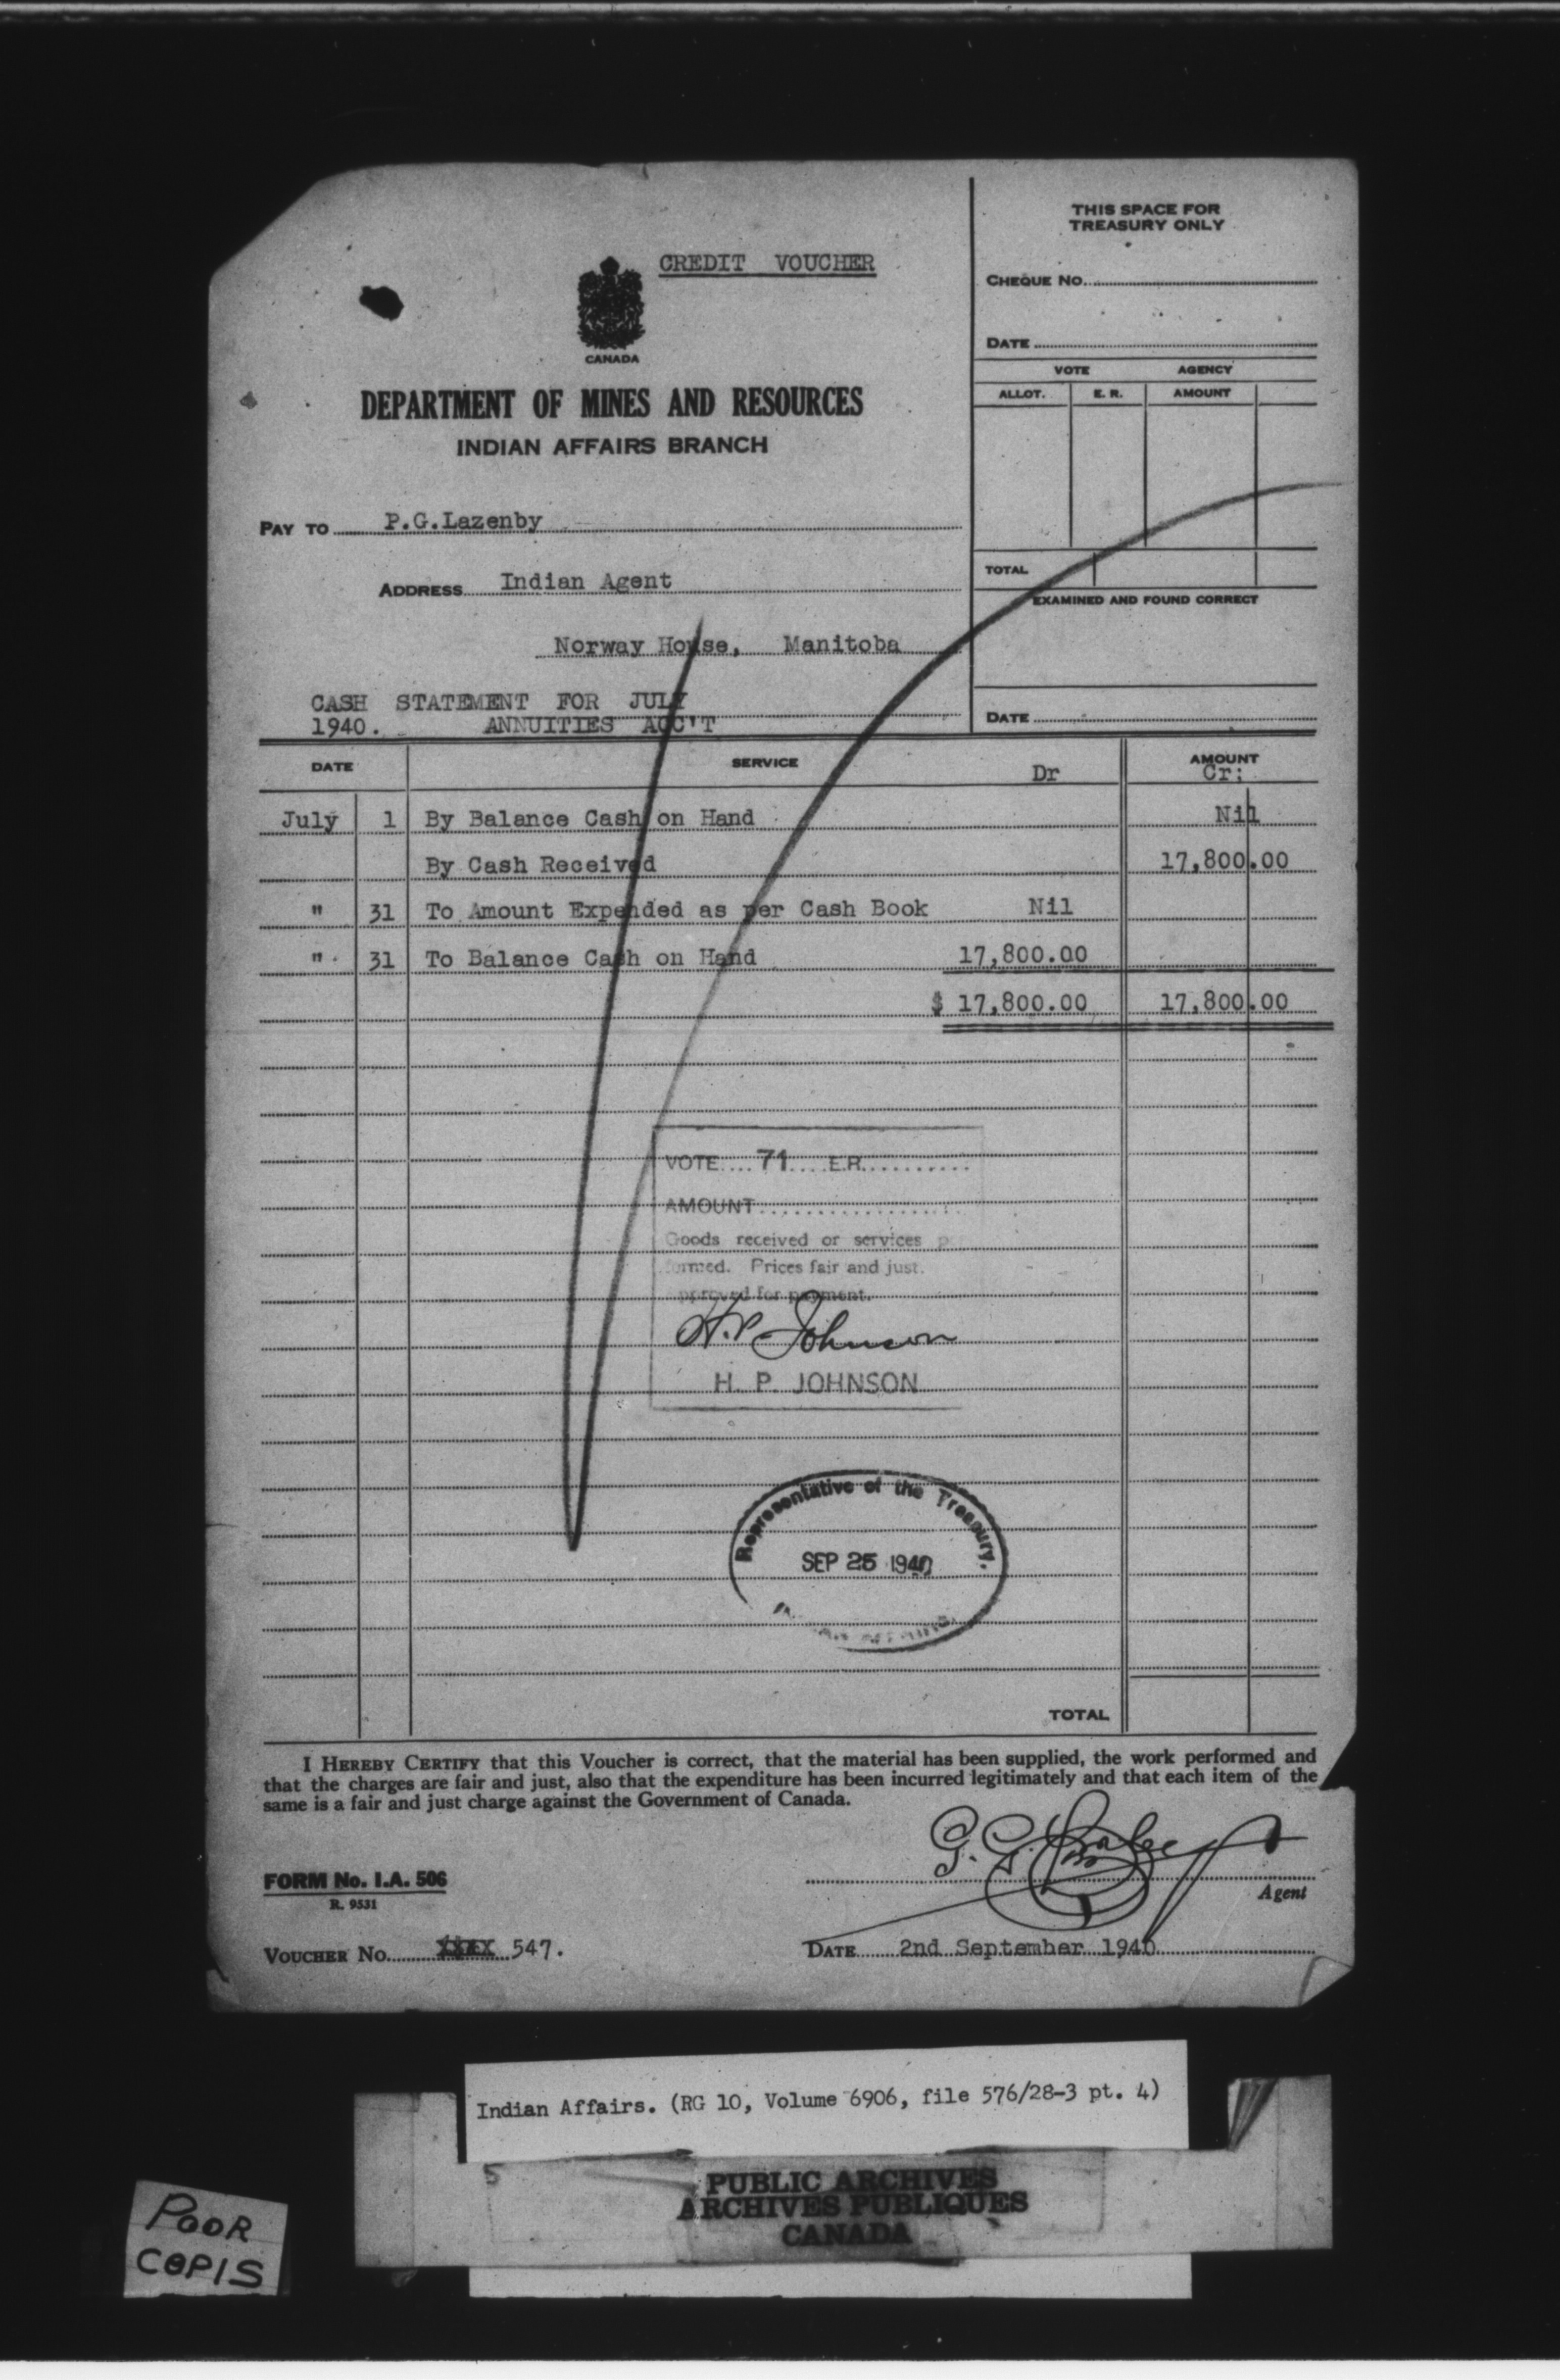 CREDIT VOUCHER
CANADA
DEPARTMENT OF MINES AND RESOURCES
INDIAN AFFAIRS BRANCH
PAY TO P.G.Lazenby
ADDRESS Indian Agent
Norway House, Manitoba
CASH STATEMENT FOR JULY
1940. ANNUITIES ACC'T
THIS SPACE FOR
TREASURY ONLY
CHEQUE No.
DATE
VOTE AGENCY
ALLOT. E. R. AMOUNT
TOTAL
EXAMINED AND FOUND CORRECT
DATE
DATE SERVICE Dr AMOUNT
Cr:
July 1 By Balance Cash on Hand Nil
By Cash Received 17,800.00
" 31 To Amount Expended as per Cash Book Nil
" 31 To Balance Cash on Hand 17,800.00
$ 17,800.00 17,800.00
VOTE.... 71 .... E.R...........
AMOUNT
Goods received or services
formed. Prices fair and just.
approved for payment.
H.P. Johnson
H. P. JOHNSON
Representative of the Treasury,
SEP 25 1940
TOTAL
I HEREBY CERTIFY that this Voucher is correct, that the material has been supplied, the work performed and
that the charges are fair and just, also that the expenditure has been incurred legitimately and that each item of the
same is a fair and just charge against the Government of Canada.
G. G.
Agent
FORM No. I.A. 506
R. 9531
VOUCHER No. 547.
DATE 2nd September 1940
Indian Affairs. (RG 10, Volume 6906, file 576/28-3 pt. 4)
5
PUBLIC ARCHIVES
ARCHIVES PUBLIQUES
CANADA
POOR
COPIS